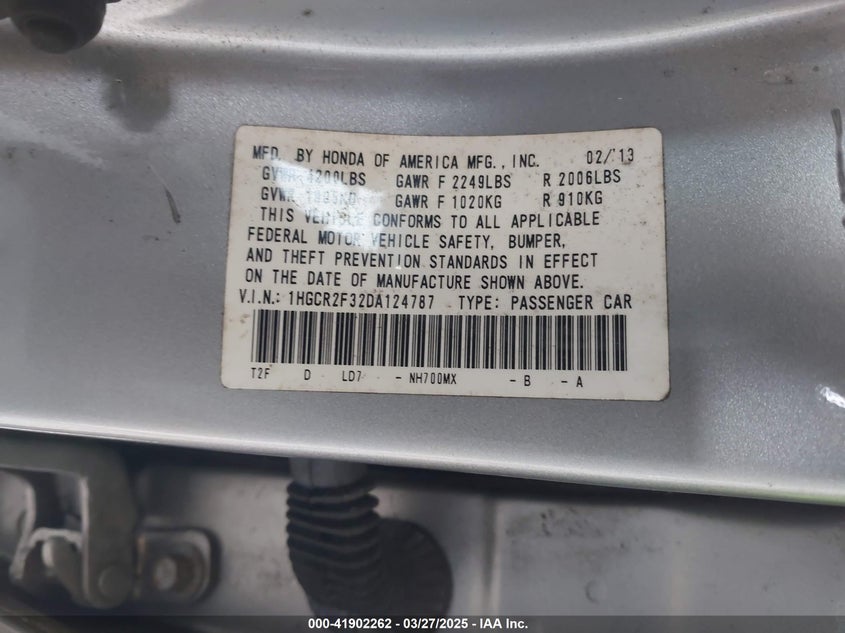 MFD. BY HONDA OF AMERICA MFG., INC. 02/'13
GVWR 4200LBS GAWR F 2249LBS R 2006LBS
GAWR F 1020KG R 910KG
THIS VEHICLE CONFORMS TO ALL APPLICABLE
FEDERAL MOTOR VEHICLE SAFETY, BUMPER,
AND THEFT PREVENTION STANDARDS IN EFFECT
ON THE DATE OF MANUFACTURE SHOWN ABOVE.
V.I.N.: 1HGCR2F32DA124787 TYPE: PASSENGER CAR
T2F D LD7 - NH700MX - B - A
000-41902262 - 03/27/2025 - IAA Inc.